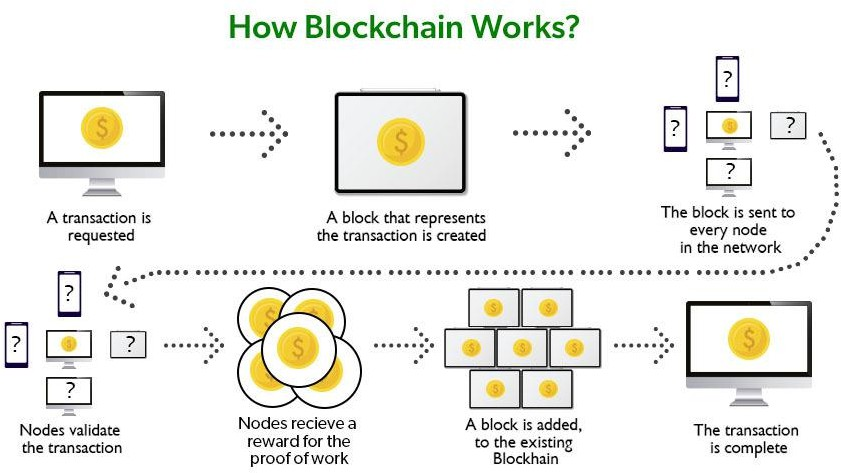 How Blockchain Works?
$
$
?
?
$
?
?
A transaction is
requested
A block that represents
the transaction is created
The block is sent to
every node
in the network
?
?
$
?
?
$
$
$
$
$
$
$
$
$
$
$
$
$
Nodes validate
the transaction
Nodes recieve a
reward for the
proof of work
A block is added,
to the existing
Blockhain
The transaction
is complete